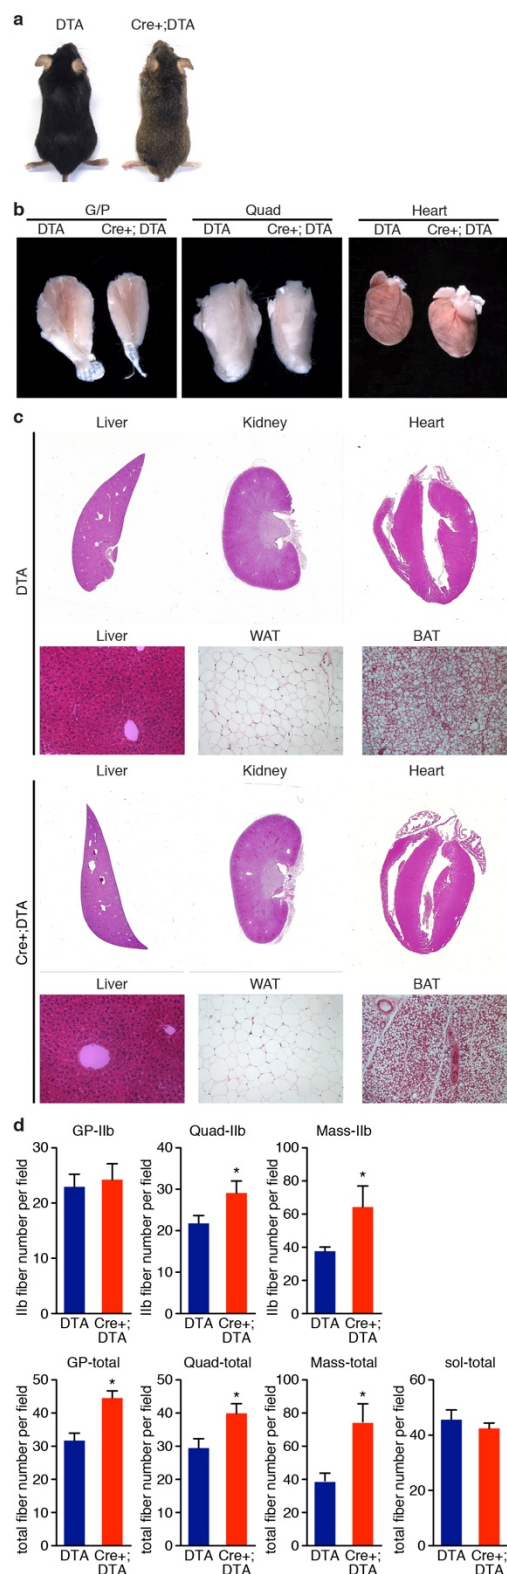 a
DTA Cre+;DTA
b
G/P Quad Heart
DTA Cre+; DTA DTA Cre+; DTA DTA Cre+; DTA
c
Liver Kidney Heart
DTA
Liver WAT BAT
Liver Kidney Heart
Cre+;DTA
Liver WAT BAT
d
GP-IIb Quad-IIb Mass-IIb
IIb fiber number per field
30
20
10
0
DTA Cre+;
DTA
IIb fiber number per field
40
30
20
10
0
*
DTA Cre+;
DTA
IIb fiber number per field
100
80
60
40
20
0
*
DTA Cre+;
DTA
GP-total Quad-total Mass-total sol-total
total fiber number per field
50
40
30
20
10
0
*
DTA Cre+;
DTA
total fiber number per field
50
40
30
20
10
0
*
DTA Cre+;
DTA
total fiber number per field
100
80
60
40
20
0
*
DTA Cre+;
DTA
total fiber number per field
60
40
20
0
DTA Cre+;
DTA